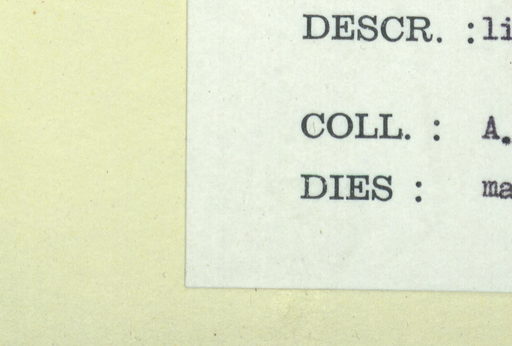 DESCR. : li
COLL. : A.
DIES : ma